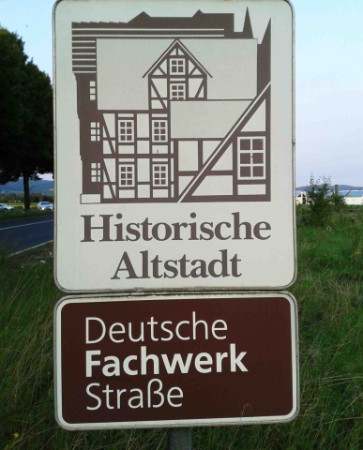 Historische
Altstadt
Deutsche
Fachwerk
Straße